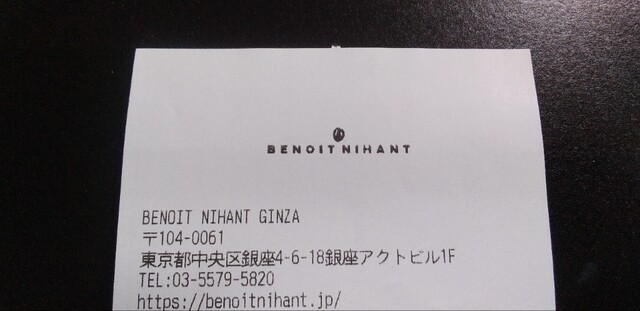 BENOIT NIHANT
BENOIT NIHANT GINZA
〒104-0061
東京都中央区銀座4-6-18銀座アクトビル1F
TEL:03-5579-5820
https://benoitnihant.jp/